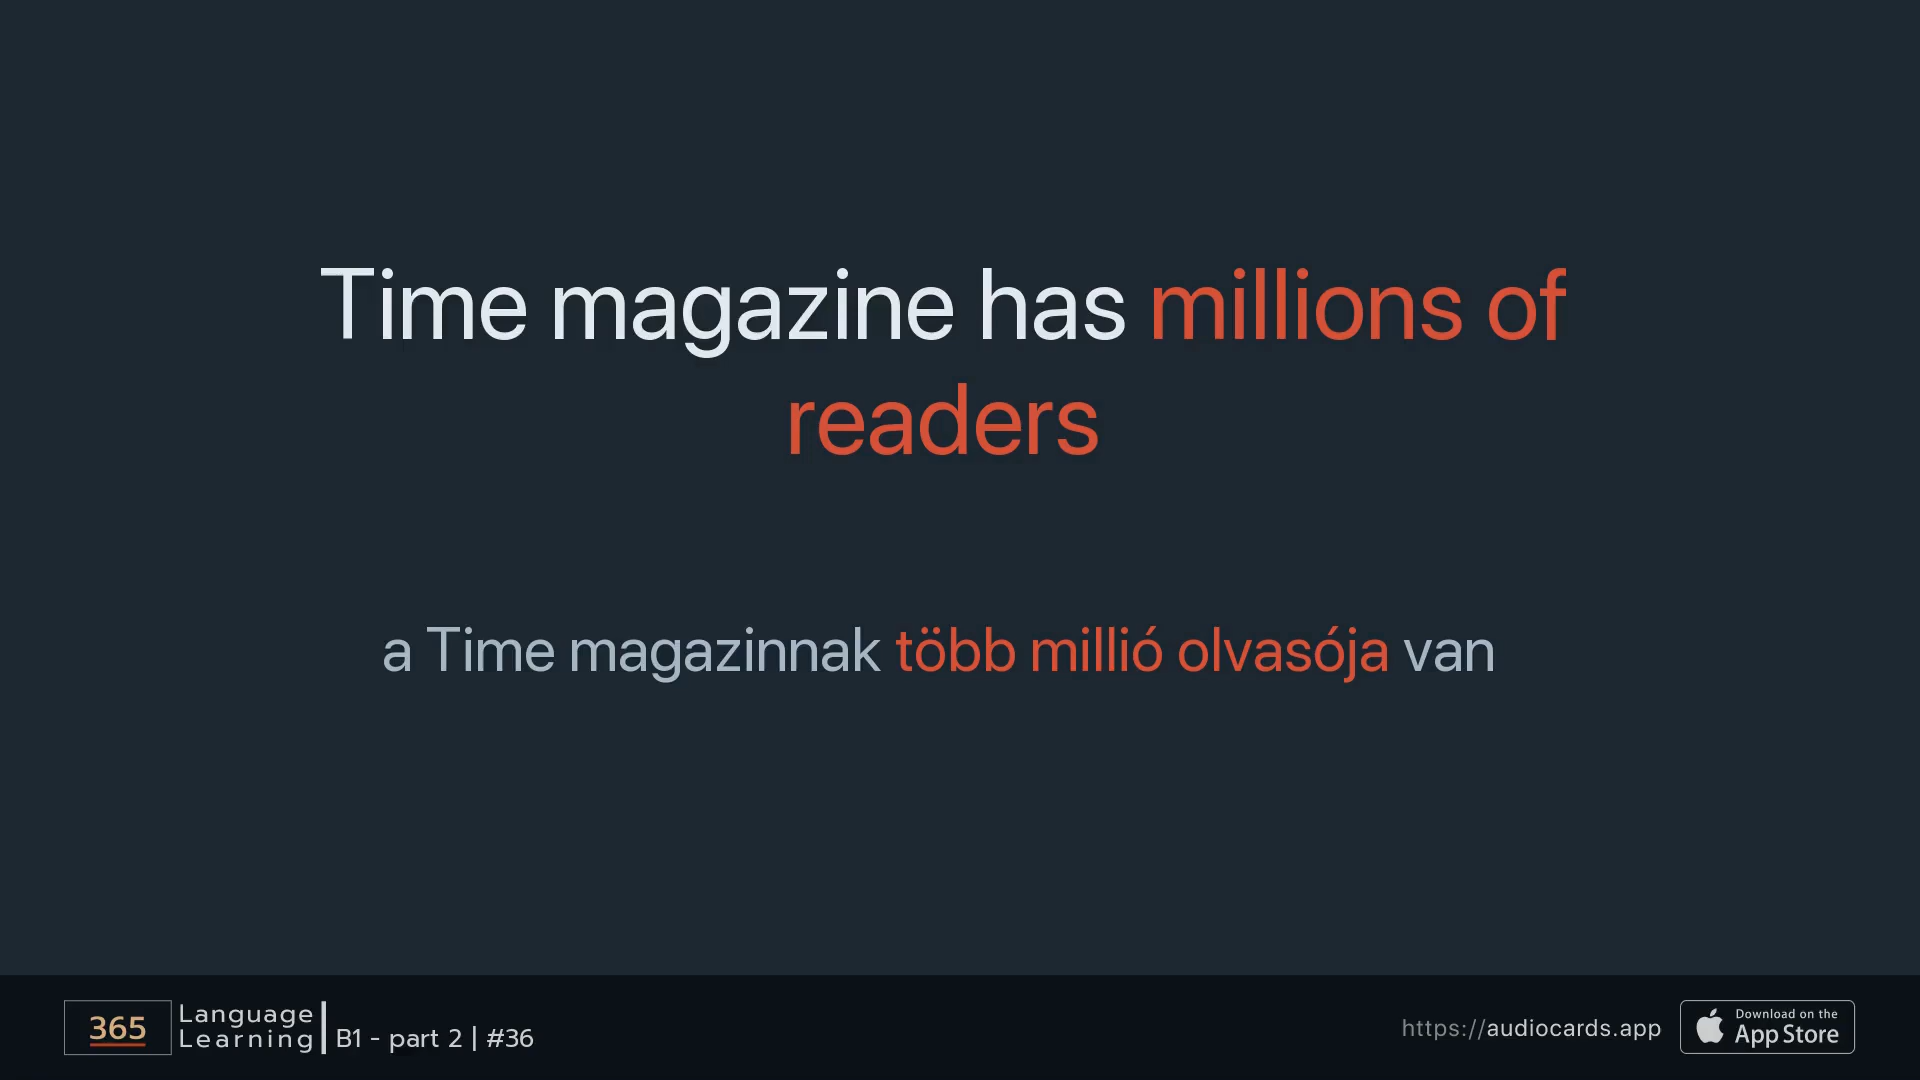 Time magazine has millions of
readers
a Time magazinnak több millió olvasója van
365
Language
Learning
B1 - part 2 | #36
https://audiocards.app
Download on the
App Store